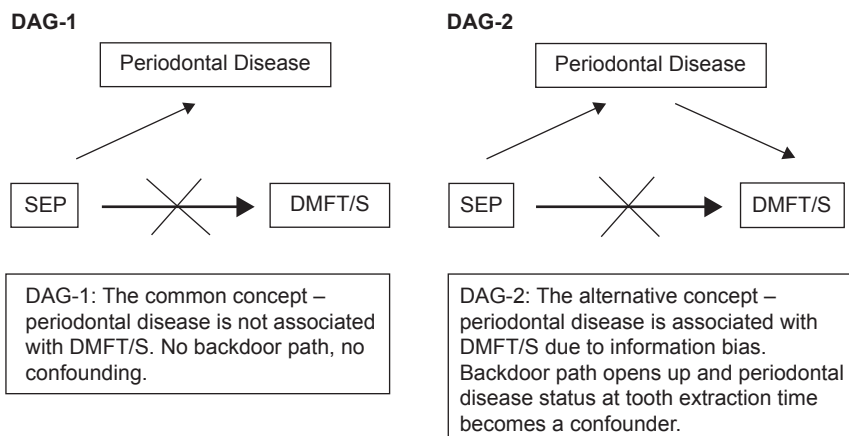 DAG-1
Periodontal Disease
SEP
DMFT/S
DAG-1: The common concept –
periodontal disease is not associated
with DMFT/S. No backdoor path, no
confounding.
DAG-2
Periodontal Disease
SEP
DMFT/S
DAG-2: The alternative concept –
periodontal disease is associated with
DMFT/S due to information bias.
Backdoor path opens up and periodontal
disease status at tooth extraction time
becomes a confounder.